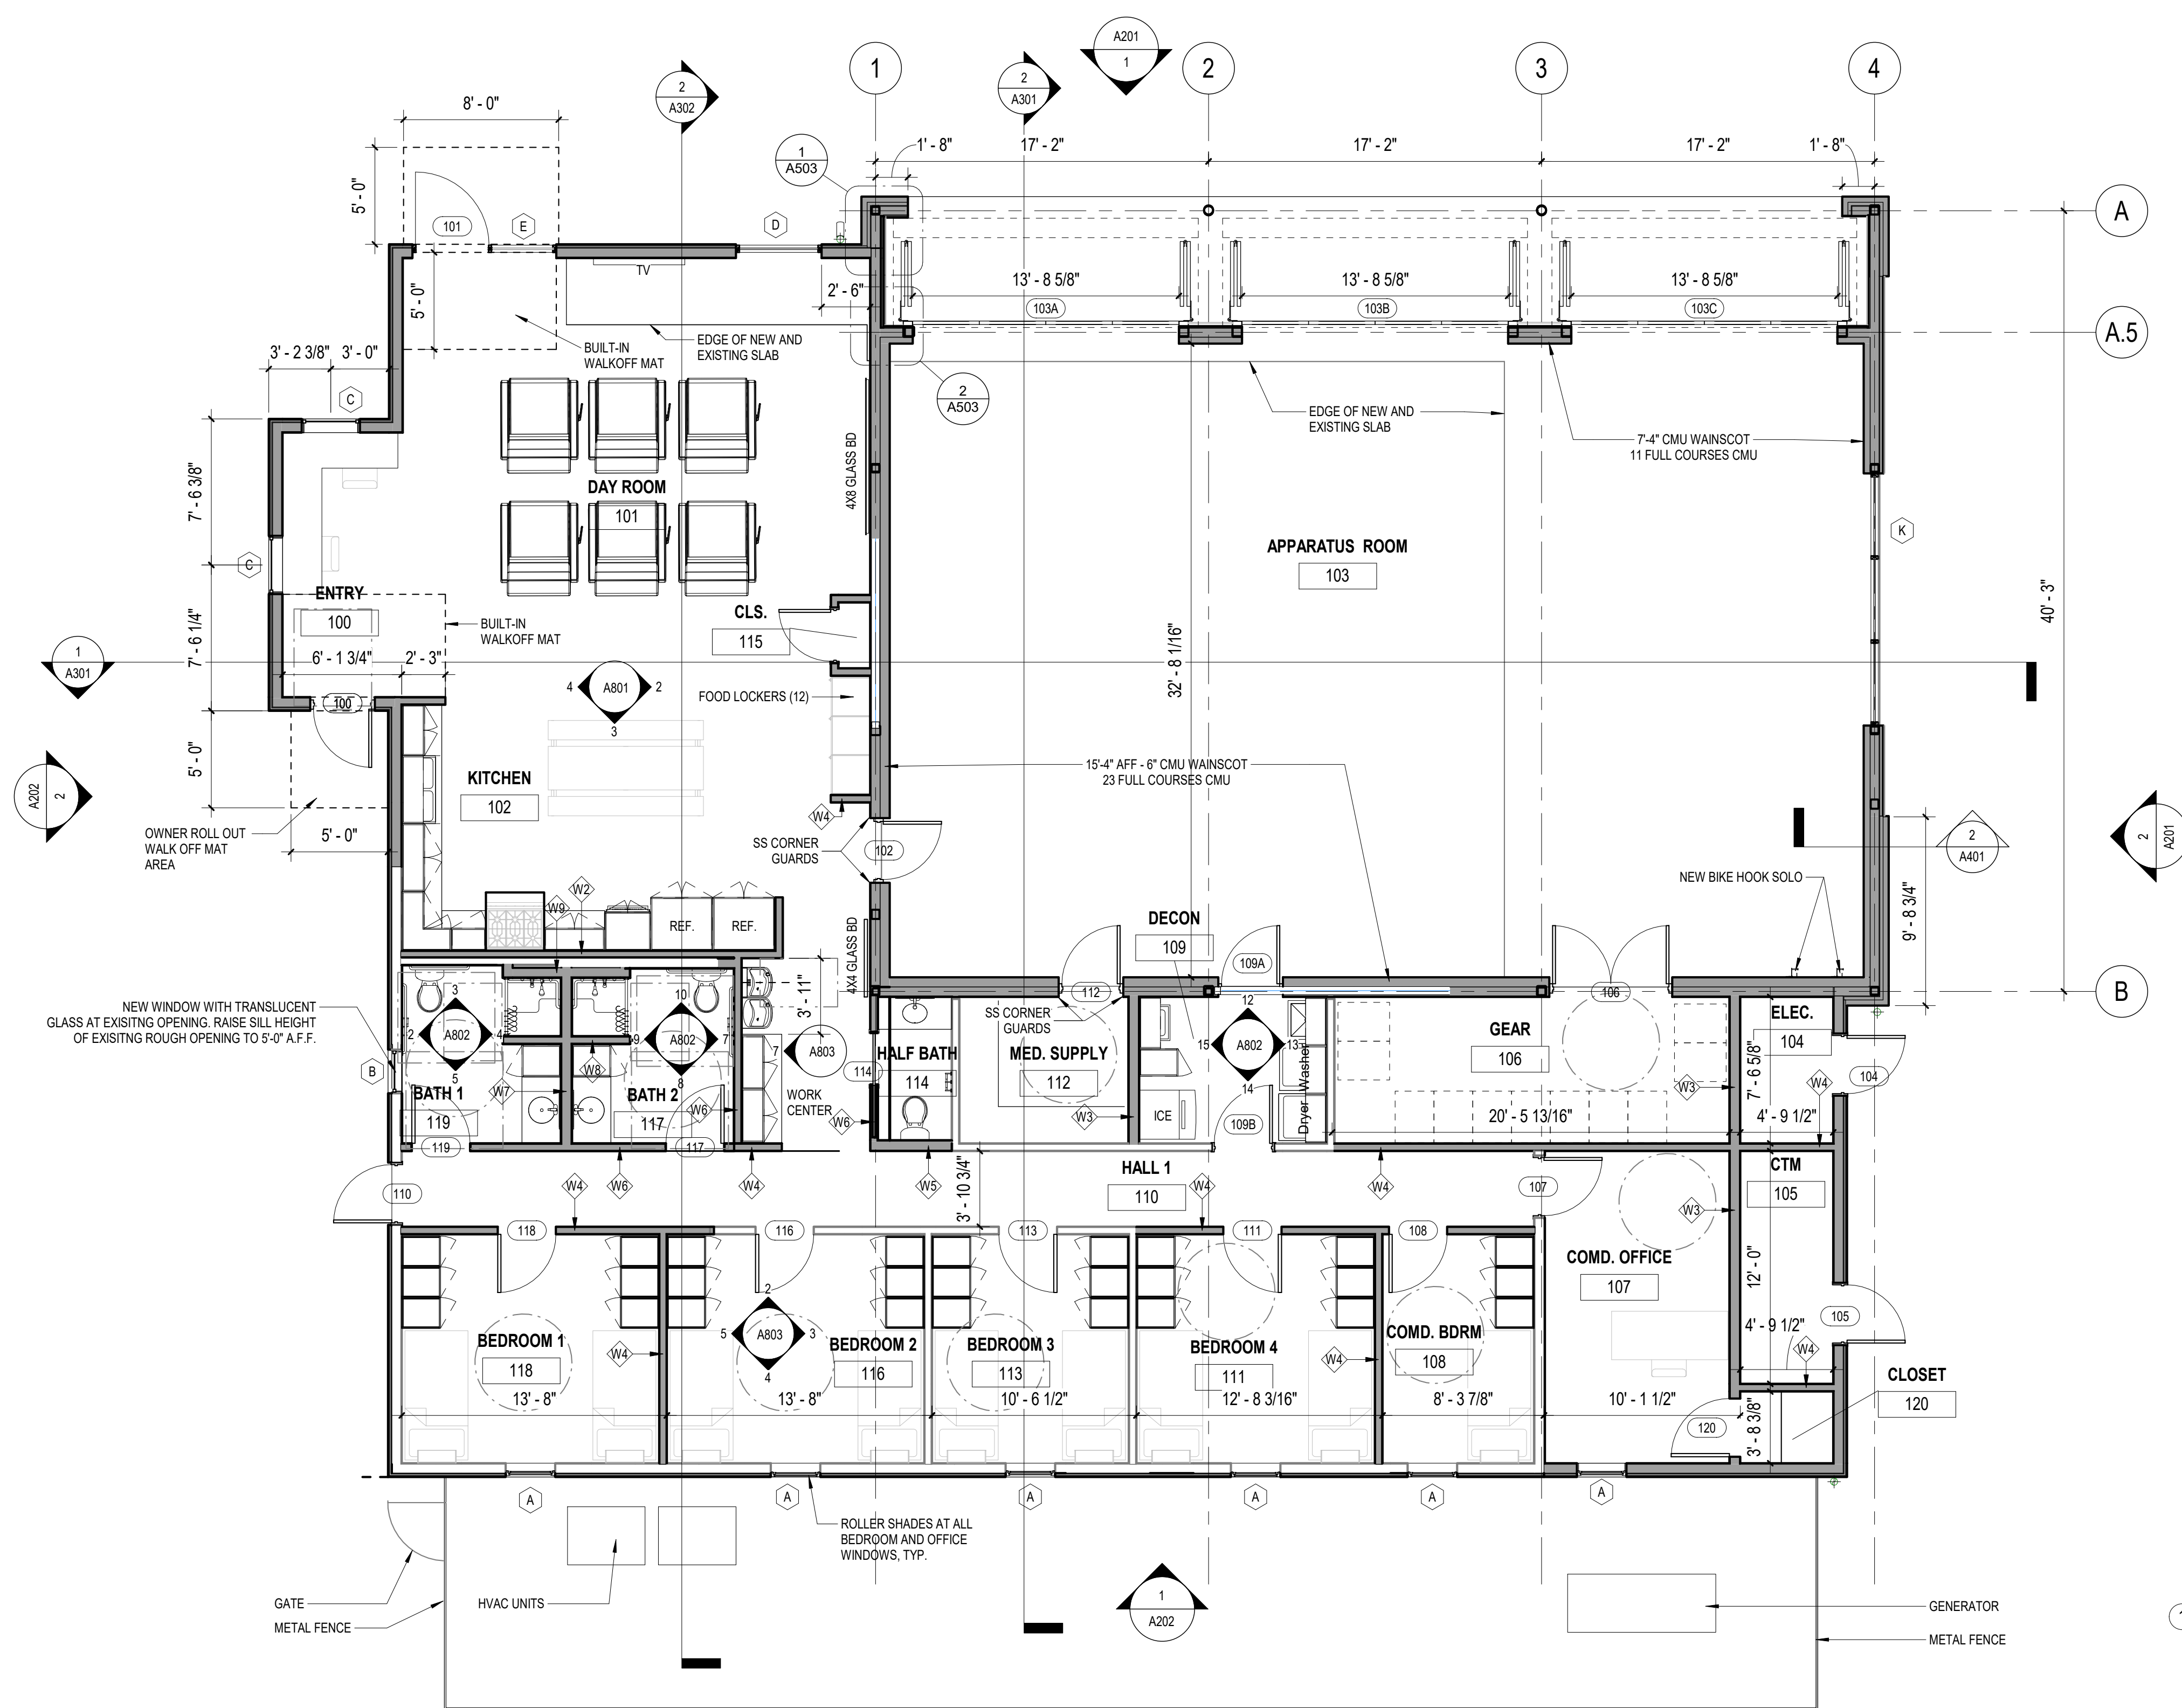 A201
1
1
2
3
4
2
A302
2
A301
8' - 0"
1
A503
1' - 8"
17' - 2"
17' - 2"
17' - 2"
1' - 8"
5' - 0"
A
101
E
D
TV
5' - 0"
2' - 6"
13' - 8 5/8"
13' - 8 5/8"
13' - 8 5/8"
103A
103B
103C
A.5
EDGE OF NEW AND
EXISTING SLAB
BUILT-IN
WALKOFF MAT
3' - 2 3/8"
3' - 0"
C
2
A503
EDGE OF NEW AND
EXISTING SLAB
7'-4" CMU WAINSCOT
11 FULL COURSES CMU
7' - 6 3/8"
DAY ROOM
101
4X8 GLASS BD
APPARATUS ROOM
103
K
C
40' - 3"
ENTRY
100
BUILT-IN
WALKOFF MAT
CLS.
115
7' - 6 1/4"
6' - 1 3/4"
2' - 3"
32' - 8 1/16"
1
A301
4
A801
2
3
FOOD LOCKERS (12)
100
5' - 0"
KITCHEN
102
15'-4" AFF - 6" CMU WAINSCOT
23 FULL COURSES CMU
A202
2
W4
OWNER ROLL OUT
WALK OFF MAT
AREA
5' - 0"
SS CORNER
GUARDS
102
2
A401
2
A201
NEW BIKE HOOK SOLO
9' - 8 3/4"
W2
W9
REF.
REF.
4X4 GLASS BD
DECON
109
109A
B
3' - 11"
NEW WINDOW WITH TRANSLUCENT
GLASS AT EXISITNG OPENING. RAISE SILL HEIGHT
OF EXISITNG ROUGH OPENING TO 5'-0" A.F.F.
3
2
A802
4
5
10
9
A802
7
8
112
SS CORNER
GUARDS
106
12
15
A802
13
14
ELEC.
104
GEAR
106
7
A803
HALF BATH
114
114
MED. SUPPLY
112
Dryer
Washer
B
W8
W7
BATH 1
119
BATH 2
117
W6
WORK
CENTER
W6
W3
ICE
109B
20' - 5 13/16"
W3
7' - 6 5/8"
W4
4' - 9 1/2"
104
119
117
HALL 1
110
CTM
105
110
W4
W6
W4
W5
3' - 10 3/4"
W4
W4
107
W3
118
116
113
111
108
COMD. OFFICE
107
12' - 0"
105
4' - 9 1/2"
2
5
A803
3
4
BEDROOM 1
118
W4
BEDROOM 2
116
BEDROOM 3
113
BEDROOM 4
111
W4
COMD. BDRM
108
W4
CLOSET
120
13' - 8"
13' - 8"
10' - 6 1/2"
12' - 8 3/16"
8' - 3 7/8"
10' - 1 1/2"
120
3' - 8 3/8"
A
A
A
A
A
A
ROLLER SHADES AT ALL
BEDROOM AND OFFICE
WINDOWS, TYP.
GATE
METAL FENCE
HVAC UNITS
1
A202
GENERATOR
METAL FENCE